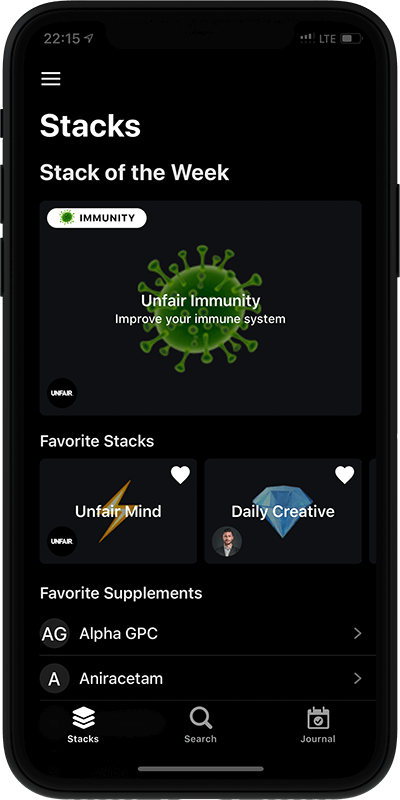 22:15 LTE
Stacks
Stack of the Week
IMMUNITY
Unfair Immunity
Improve your immune system
UNFAIR.
Favorite Stacks
Unfair Mind Daily Creative
UNFAIR.
Favorite Supplements
AG Alpha GPC
A Aniracetam
Stacks Search Journal